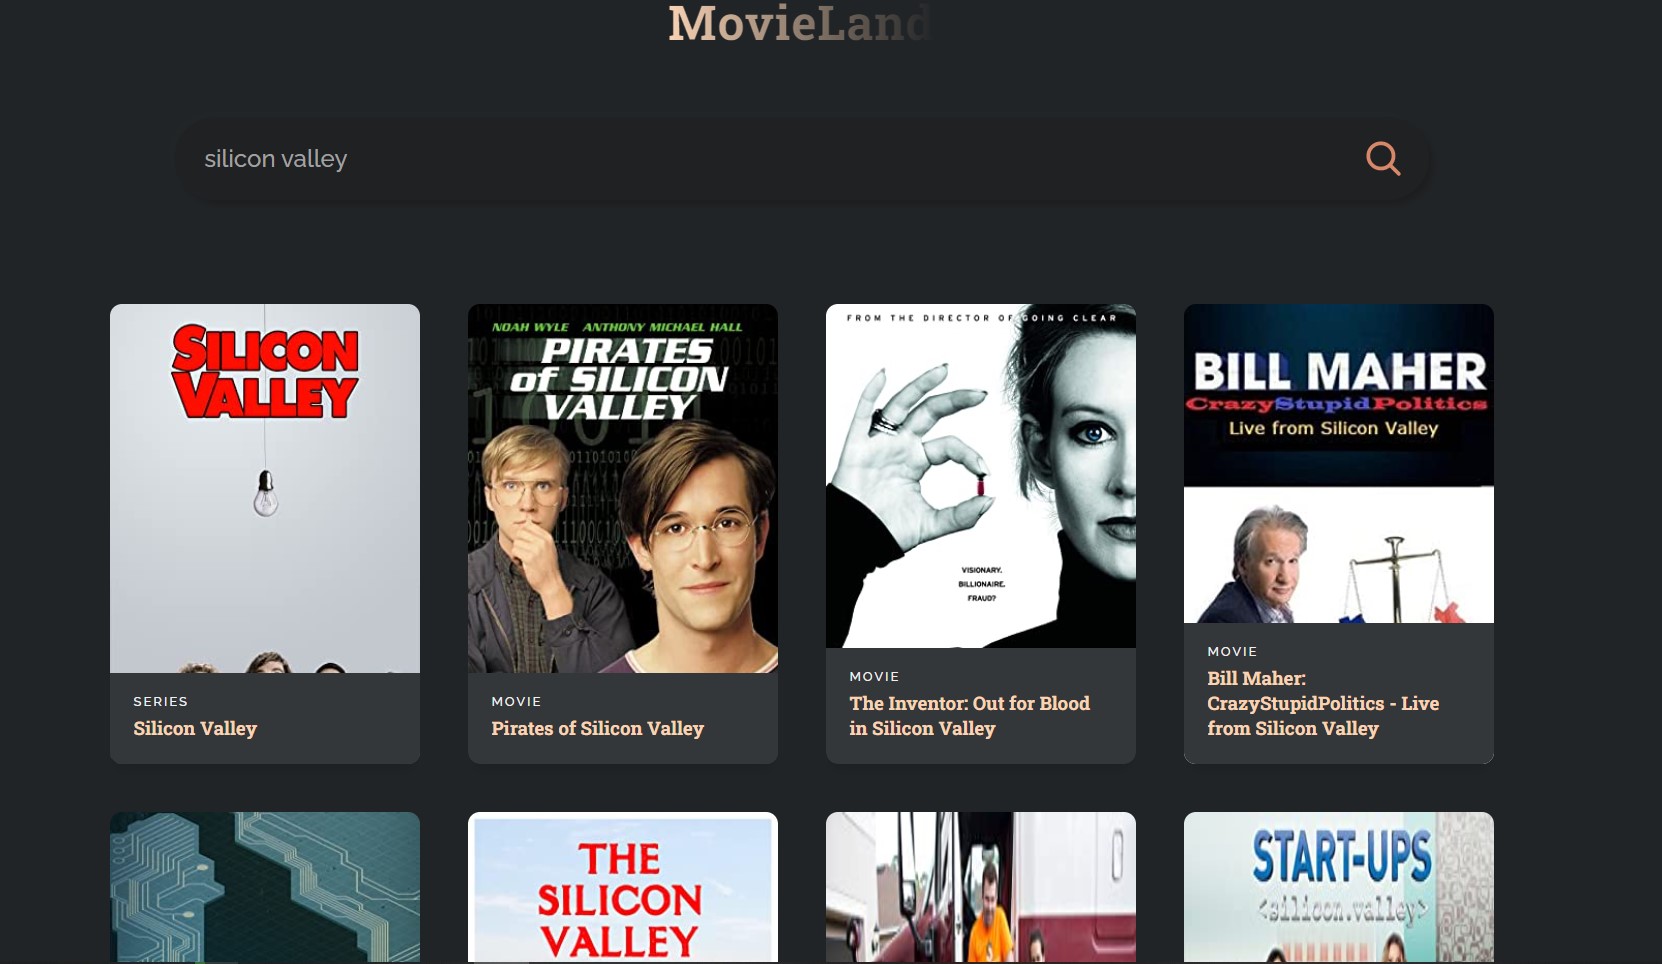 MovieLand
silicon valley
SILICON
VALLEY
NOAH WYLE ANTHONY MICHAEL HALL
PIRATES
of SILICON
VALLEY
FROM THE DIRECTOR OF GOING CLEAR
VISIONARY.
BILLIONAIRE.
FRAUD?
BILL MAHER
CrazyStupidPolitics
Live from Silicon Valley
SERIES
Silicon Valley
MOVIE
Pirates of Silicon Valley
MOVIE
The Inventor: Out for Blood
in Silicon Valley
MOVIE
Bill Maher:
CrazyStupidPolitics - Live
from Silicon Valley
THE
SILICON
VALLEY
START-UPS
<silicon.valley>